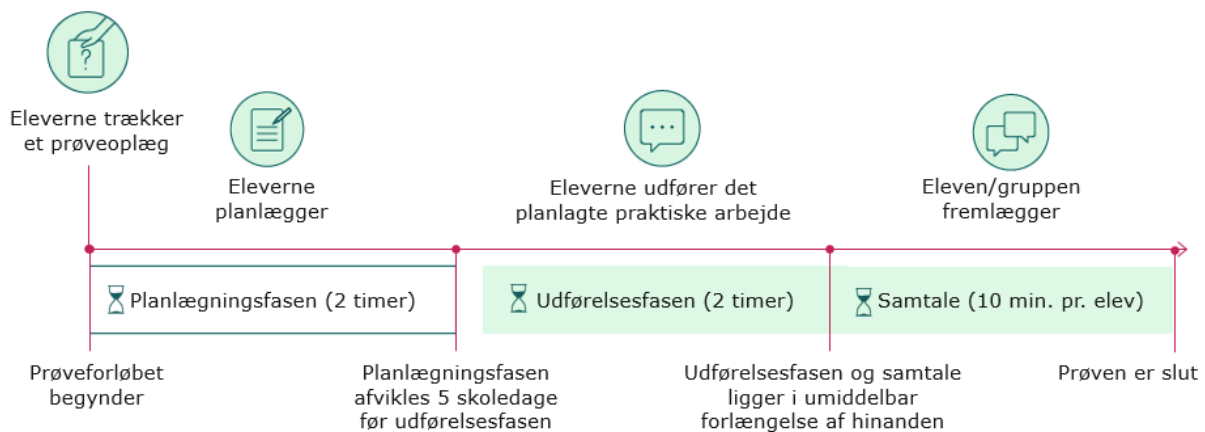 ?
Eleverne trækker
et prøveoplæg
Eleverne
planlægger
Eleverne udfører det
planlagte praktiske arbejde
Eleven/gruppen
fremlægger
Planlægningsfasen (2 timer)
Udførelsesfasen (2 timer)
Samtale (10 min. pr. elev)
Prøveforløbet
begynder
Planlægningsfasen
afvikles 5 skoledage
før udførelsesfasen
Udførelsesfasen og samtale
ligger i umiddelbar
forlængelse af hinanden
Prøven er slut